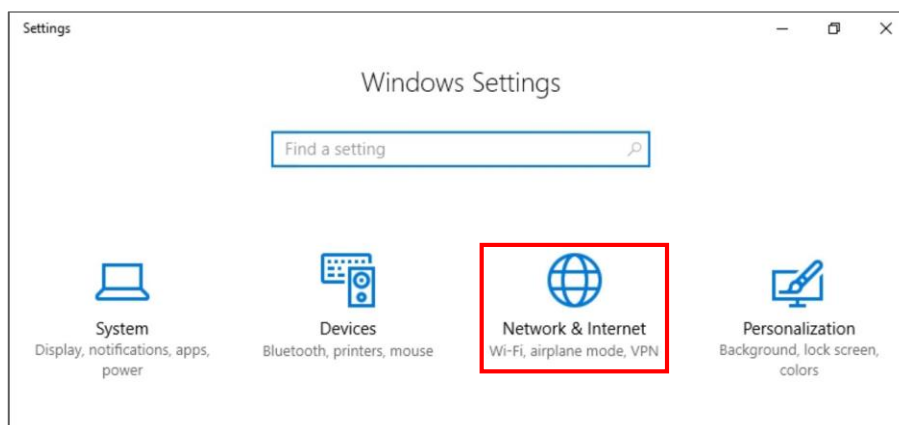 Settings
Windows Settings
Find a setting
System
Display, notifications, apps,
power
Devices
Bluetooth, printers, mouse
Network & Internet
Wi-Fi, airplane mode, VPN
Personalization
Background, lock screen,
colors